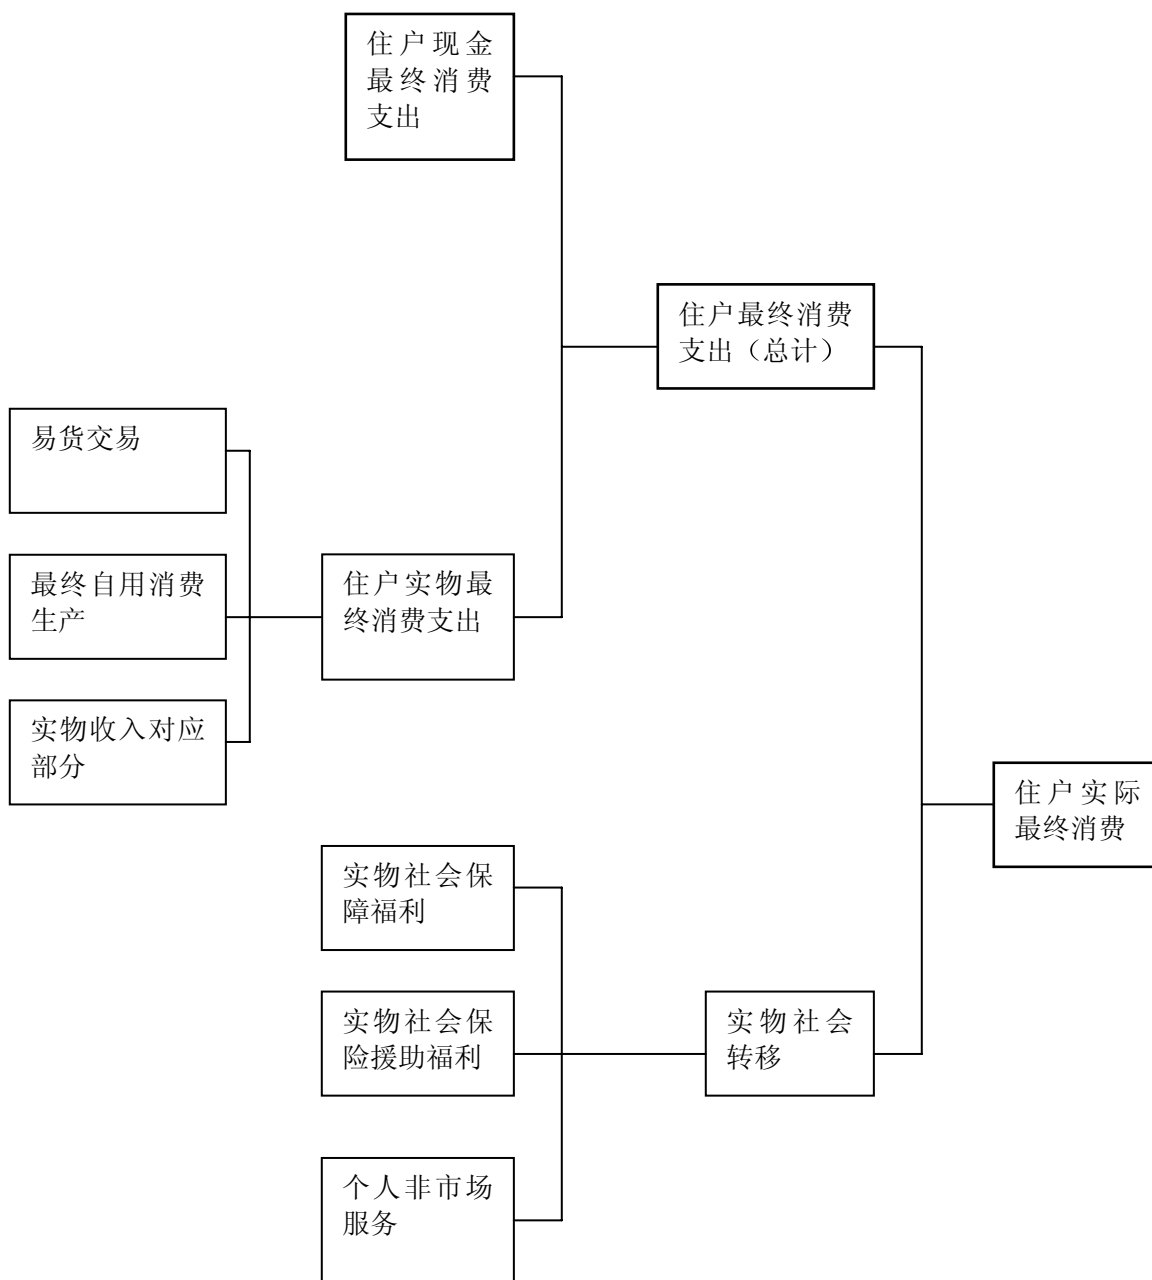 住户现金
最终消费
支出
住户最终消费
支出（总计）
易货交易
最终自用消费
生产
住户实物最
终消费支出
实物收入对应
部分
住户实际
最终消费
实物社会保
障福利
实物社会保
险援助福利
实物社会
转移
个人非市场
服务